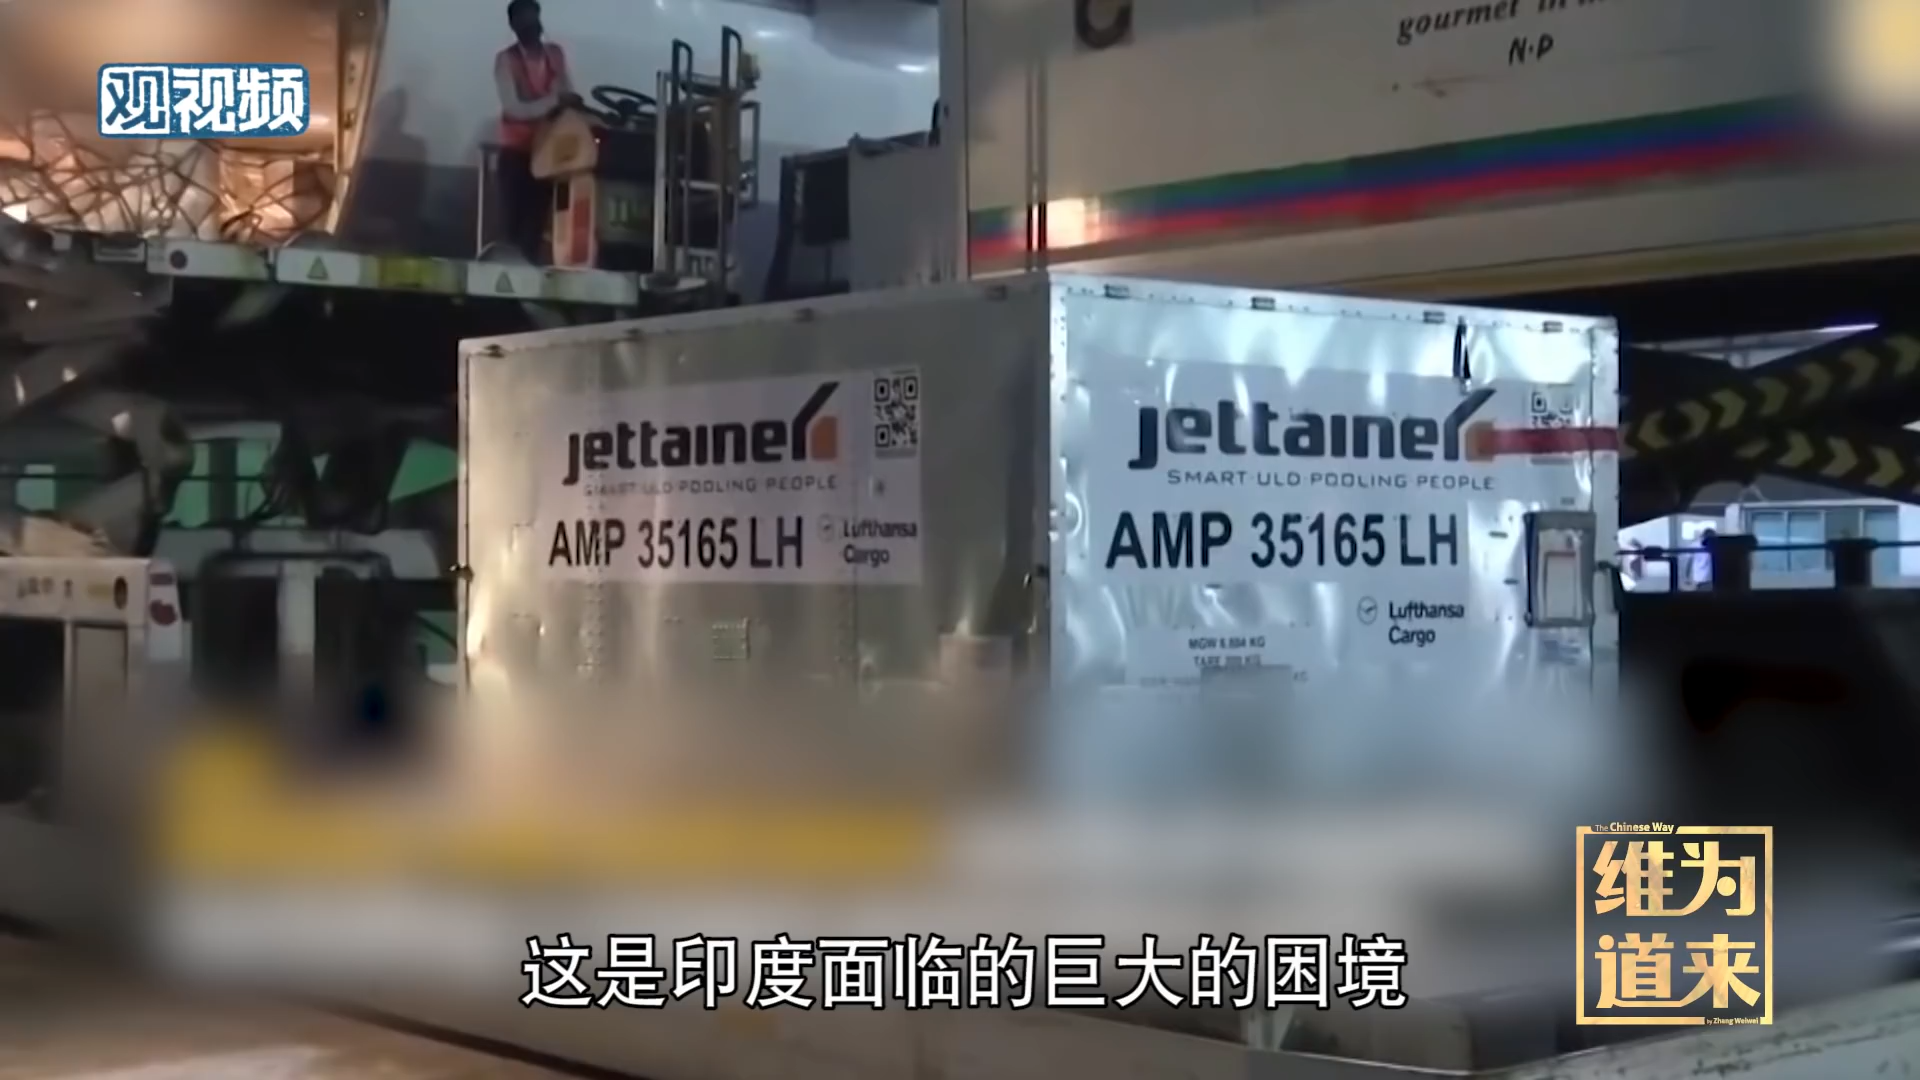 观视频
gourmet in
N.P
jettainer
SMART·ULD·POOLING·PEOPLE
AMP 35165 LH
Lufthansa
Cargo
jettainer
SMART·ULD·POOLING·PEOPLE
AMP 35165 LH
Lufthansa
Cargo
The Chinese Way
维为
道来
by Zhang Weiwei
这是印度面临的巨大的困境